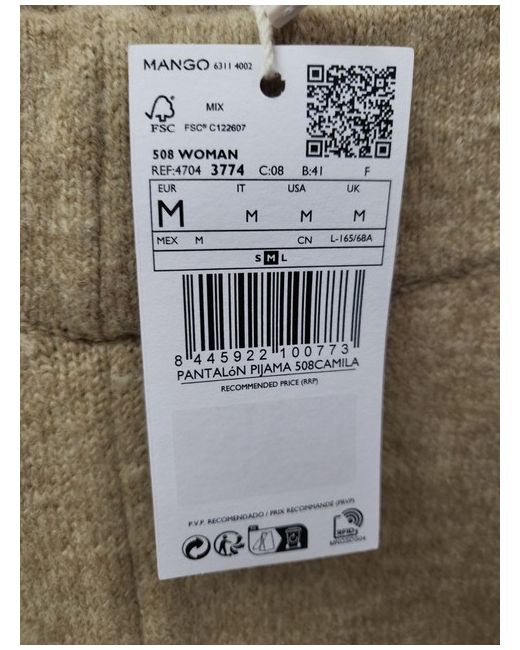 MANGO 6311 4002
MIX
FSC
FSC® C122607
508 WOMAN
REF:4704 3774 C:08 B:41 F
EUR IT USA UK
M M M M
MEX M CN L-165/68A
S M L
8 445922 100773
PANTALóN PIJAMA 508CAMILA
RECOMMENDED PRICE (RRP)
P.V.P. RECOMENDADO / PRIX RECOMMANDÉ (PRVP)
RFID